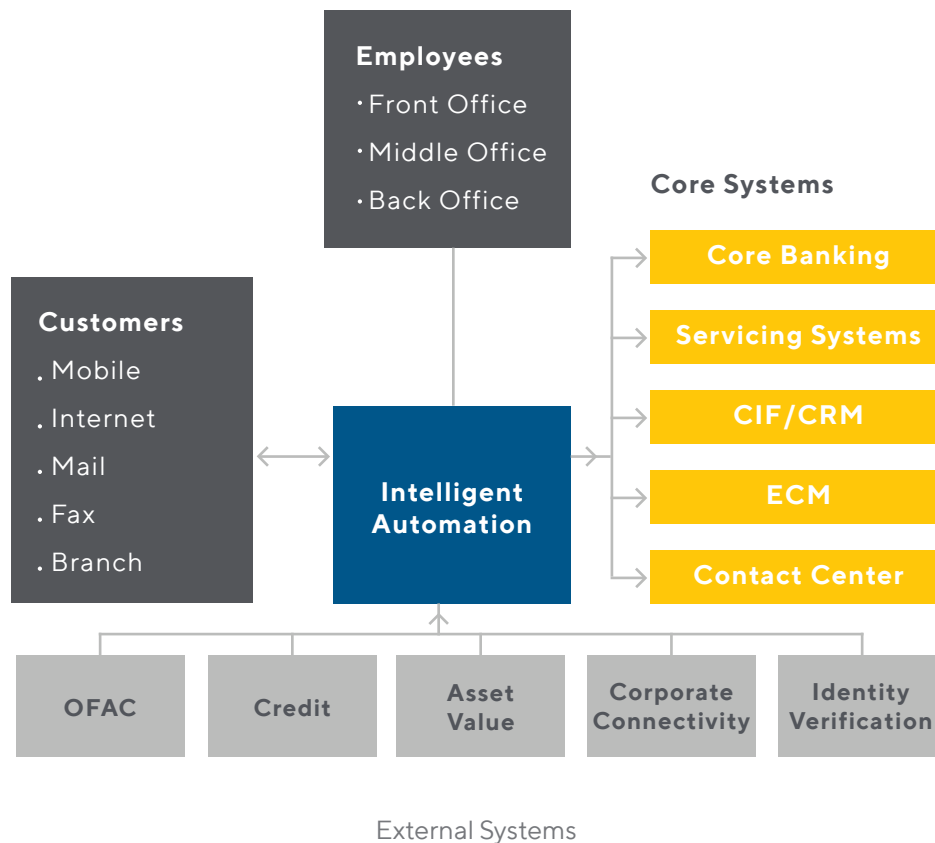 Employees
· Front Office
· Middle Office
· Back Office
Core Systems
Core Banking
Servicing Systems
CIF/CRM
ECM
Contact Center
Customers
. Mobile
. Internet
. Mail
. Fax
. Branch
Intelligent
Automation
OFAC
Credit
Asset
Value
Corporate
Connectivity
Identity
Verification
External Systems